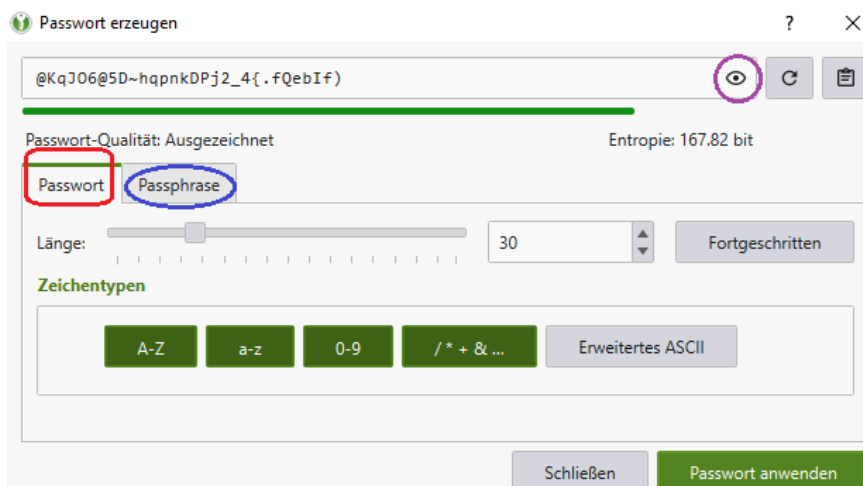 Passwort erzeugen ?
@KqJO6@5D~hqpnkDPj2_4{.fQebIf)
Passwort-Qualität: Ausgezeichnet Entropie: 167.82 bit
Passwort Passphrase
Länge: 30 Fortgeschritten
Zeichentypen
A-Z a-z 0-9 / * + & ... Erweitertes ASCII
Schließen Passwort anwenden